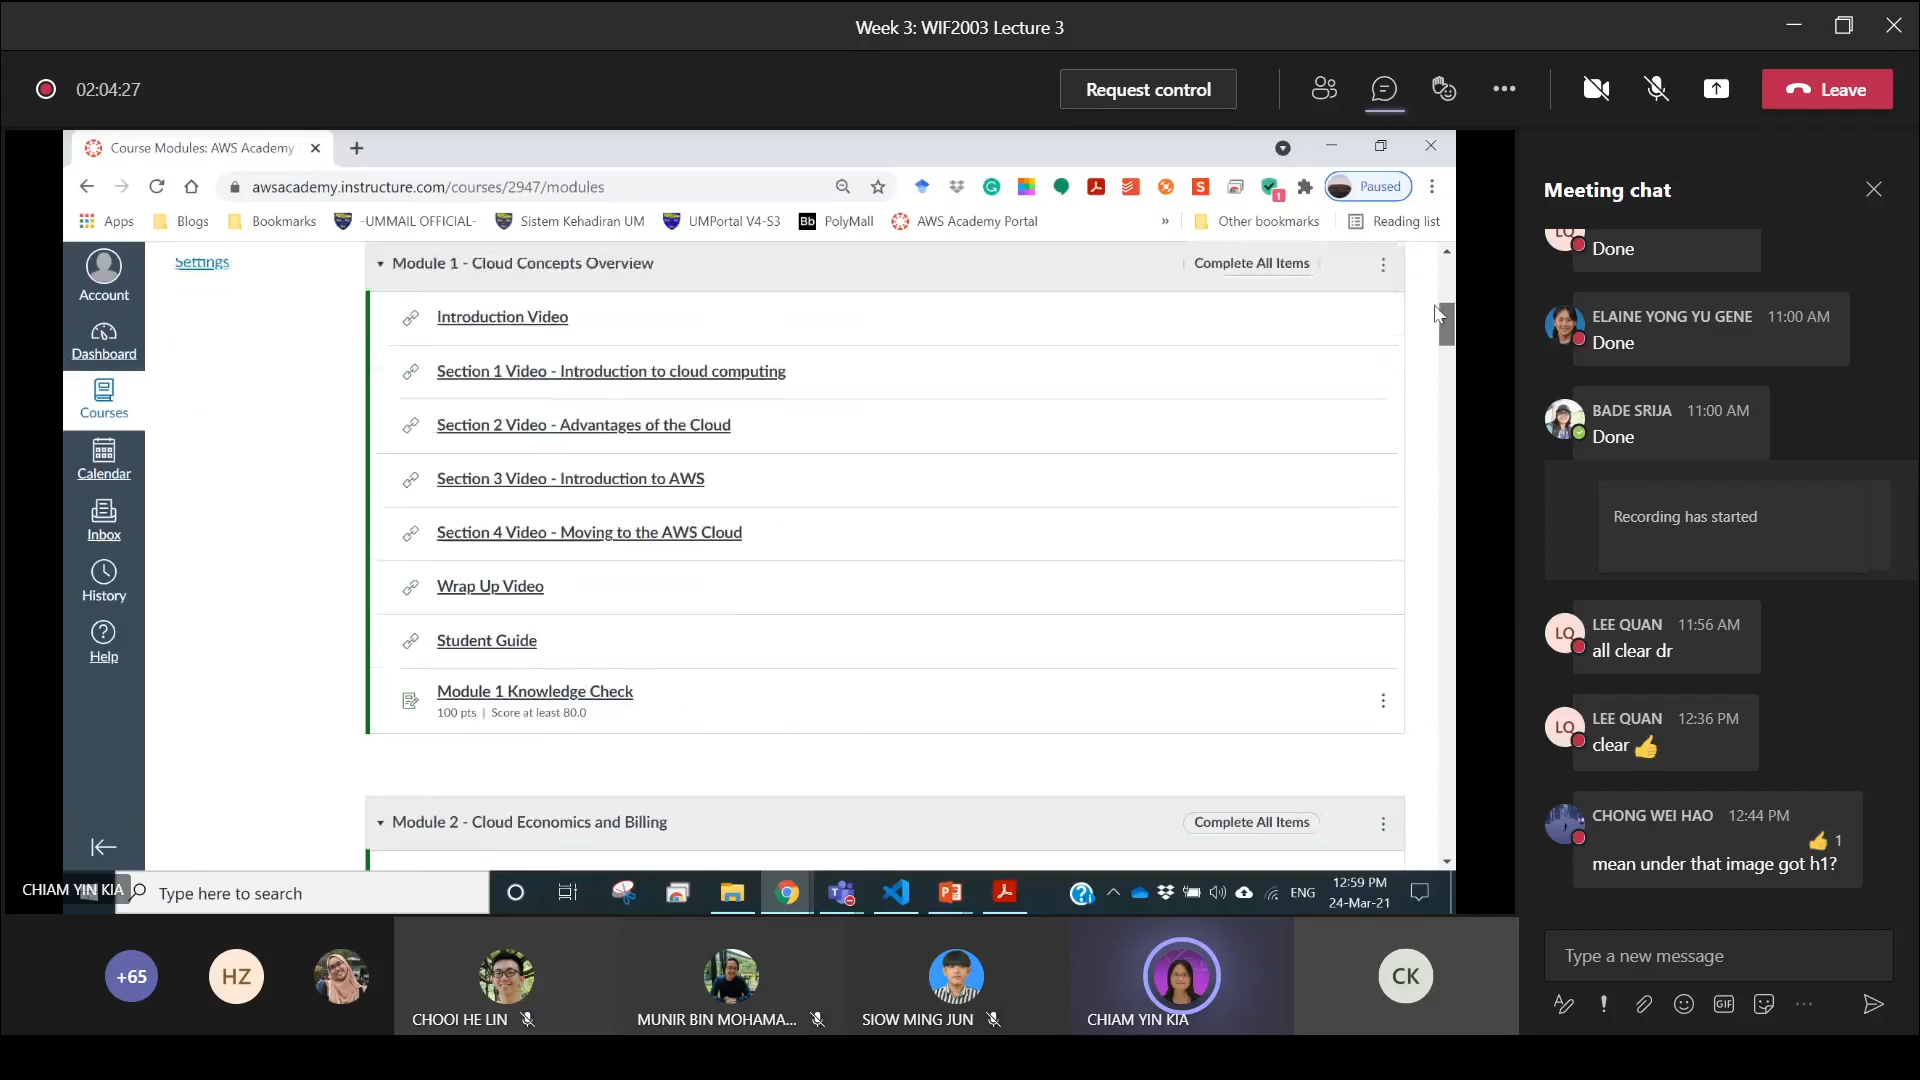 Week 3: WIF2003 Lecture 3
02:04:27
Request control
Leave
Course Modules: AWS Academy
awsacademy.instructure.com/courses/2947/modules
Paused
Apps
Blogs
Bookmarks
-UMMAIL OFFICIAL-
Sistem Kehadiran UM
UMPortal V4-S3
Bb
PolyMall
AWS Academy Portal
»
Other bookmarks
Reading list
Account
Dashboard
Courses
Calendar
Inbox
History
Help
Settings
Module 1 - Cloud Concepts Overview
Complete All Items
Introduction Video
Section 1 Video - Introduction to cloud computing
Section 2 Video - Advantages of the Cloud
Section 3 Video - Introduction to AWS
Section 4 Video - Moving to the AWS Cloud
Wrap Up Video
Student Guide
Module 1 Knowledge Check
100 pts | Score at least 80.0
Module 2 - Cloud Economics and Billing
Complete All Items
CHIAM YIN KIA
Type here to search
ENG
12:59 PM
24-Mar-21
Meeting chat
LQ
Done
ELAINE YONG YU GENE 11:00 AM
Done
BADE SRIJA 11:00 AM
Done
Recording has started
LQ
LEE QUAN 11:56 AM
all clear dr
LQ
LEE QUAN 12:36 PM
clear 👍
CHONG WEI HAO 12:44 PM
👍 1
mean under that image got h1?
Type a new message
GIF
+65
HZ
CHOOI HE LIN
MUNIR BIN MOHAMA...
SIOW MING JUN
CHIAM YIN KIA
CK